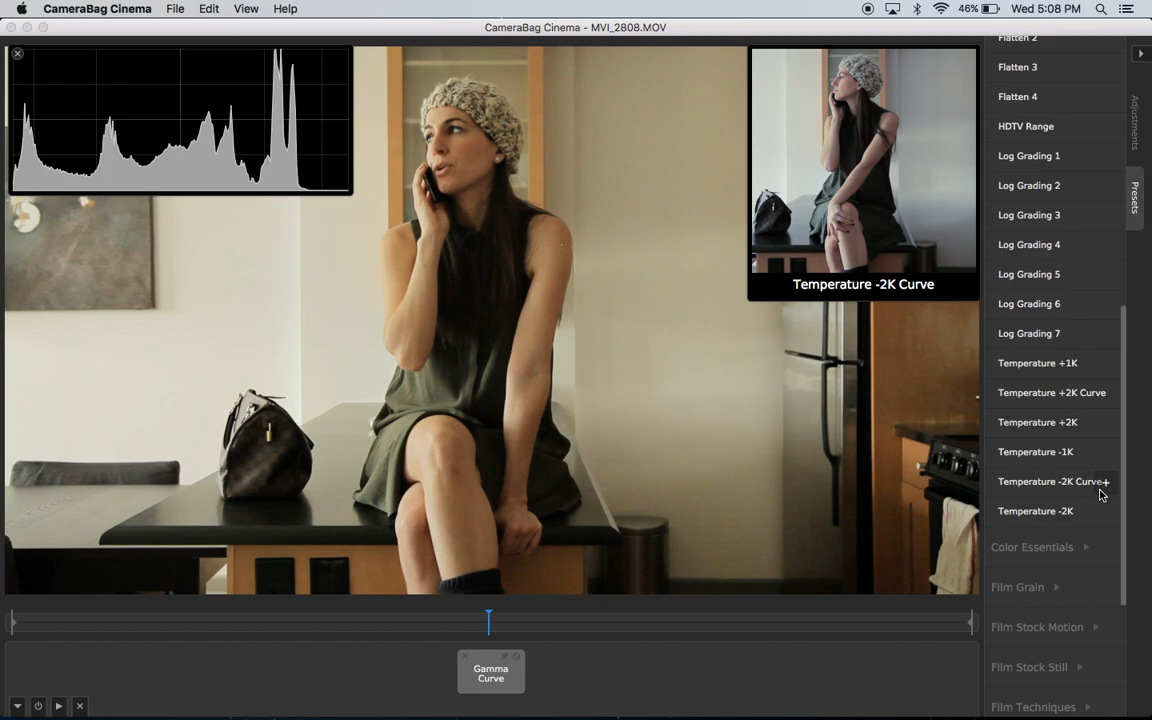 CameraBag Cinema File Edit View Help 46% Wed 5:08 PM
CameraBag Cinema - MVI_2808.MOV
Temperature -2K Curve
Flatten 2
Flatten 3
Flatten 4
HDTV Range
Log Grading 1
Log Grading 2
Log Grading 3
Log Grading 4
Log Grading 5
Log Grading 6
Log Grading 7
Temperature +1K
Temperature +2K Curve
Temperature +2K
Temperature -1K
Temperature -2K Curve
Temperature -2K
Color Essentials
Film Grain
Film Stock Motion
Film Stock Still
Film Techniques
Adjustments
Presets
Gamma
Curve